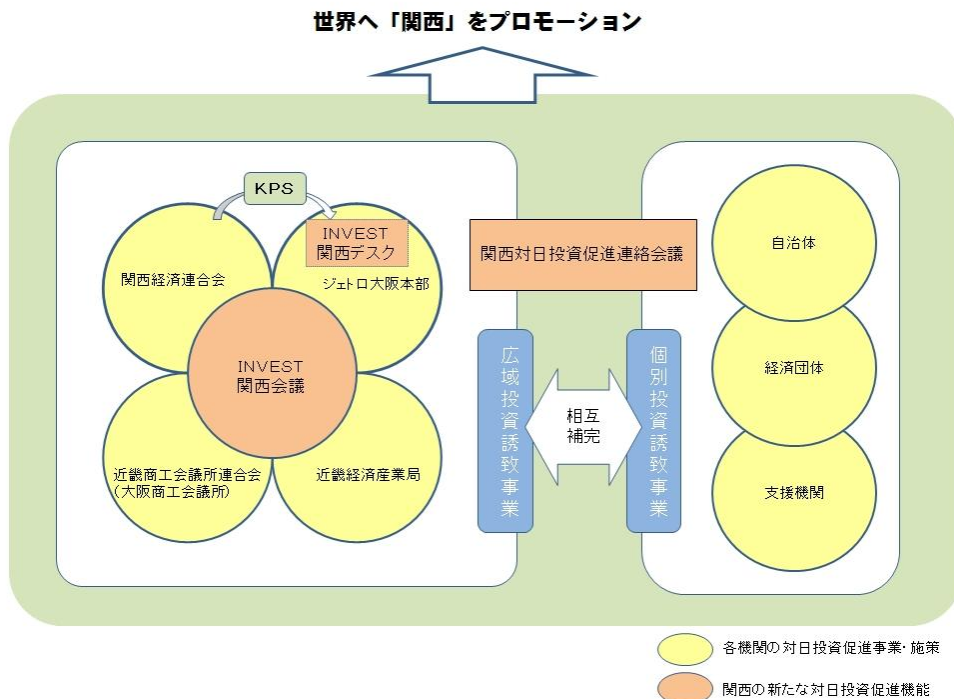 世界へ「関西」をプロモーション
KPS
INVEST
関西デスク
関西経済連合会
ジェトロ大阪本部
INVEST
関西会議
近畿商工会議所連合会
(大阪商工会議所)
近畿経済産業局
関西対日投資促進連絡会議
広域投資誘致事業
相互
補完
個別投資誘致事業
自治体
経済団体
支援機関
各機関の対日投資促進事業・施策
関西の新たな対日投資促進機能